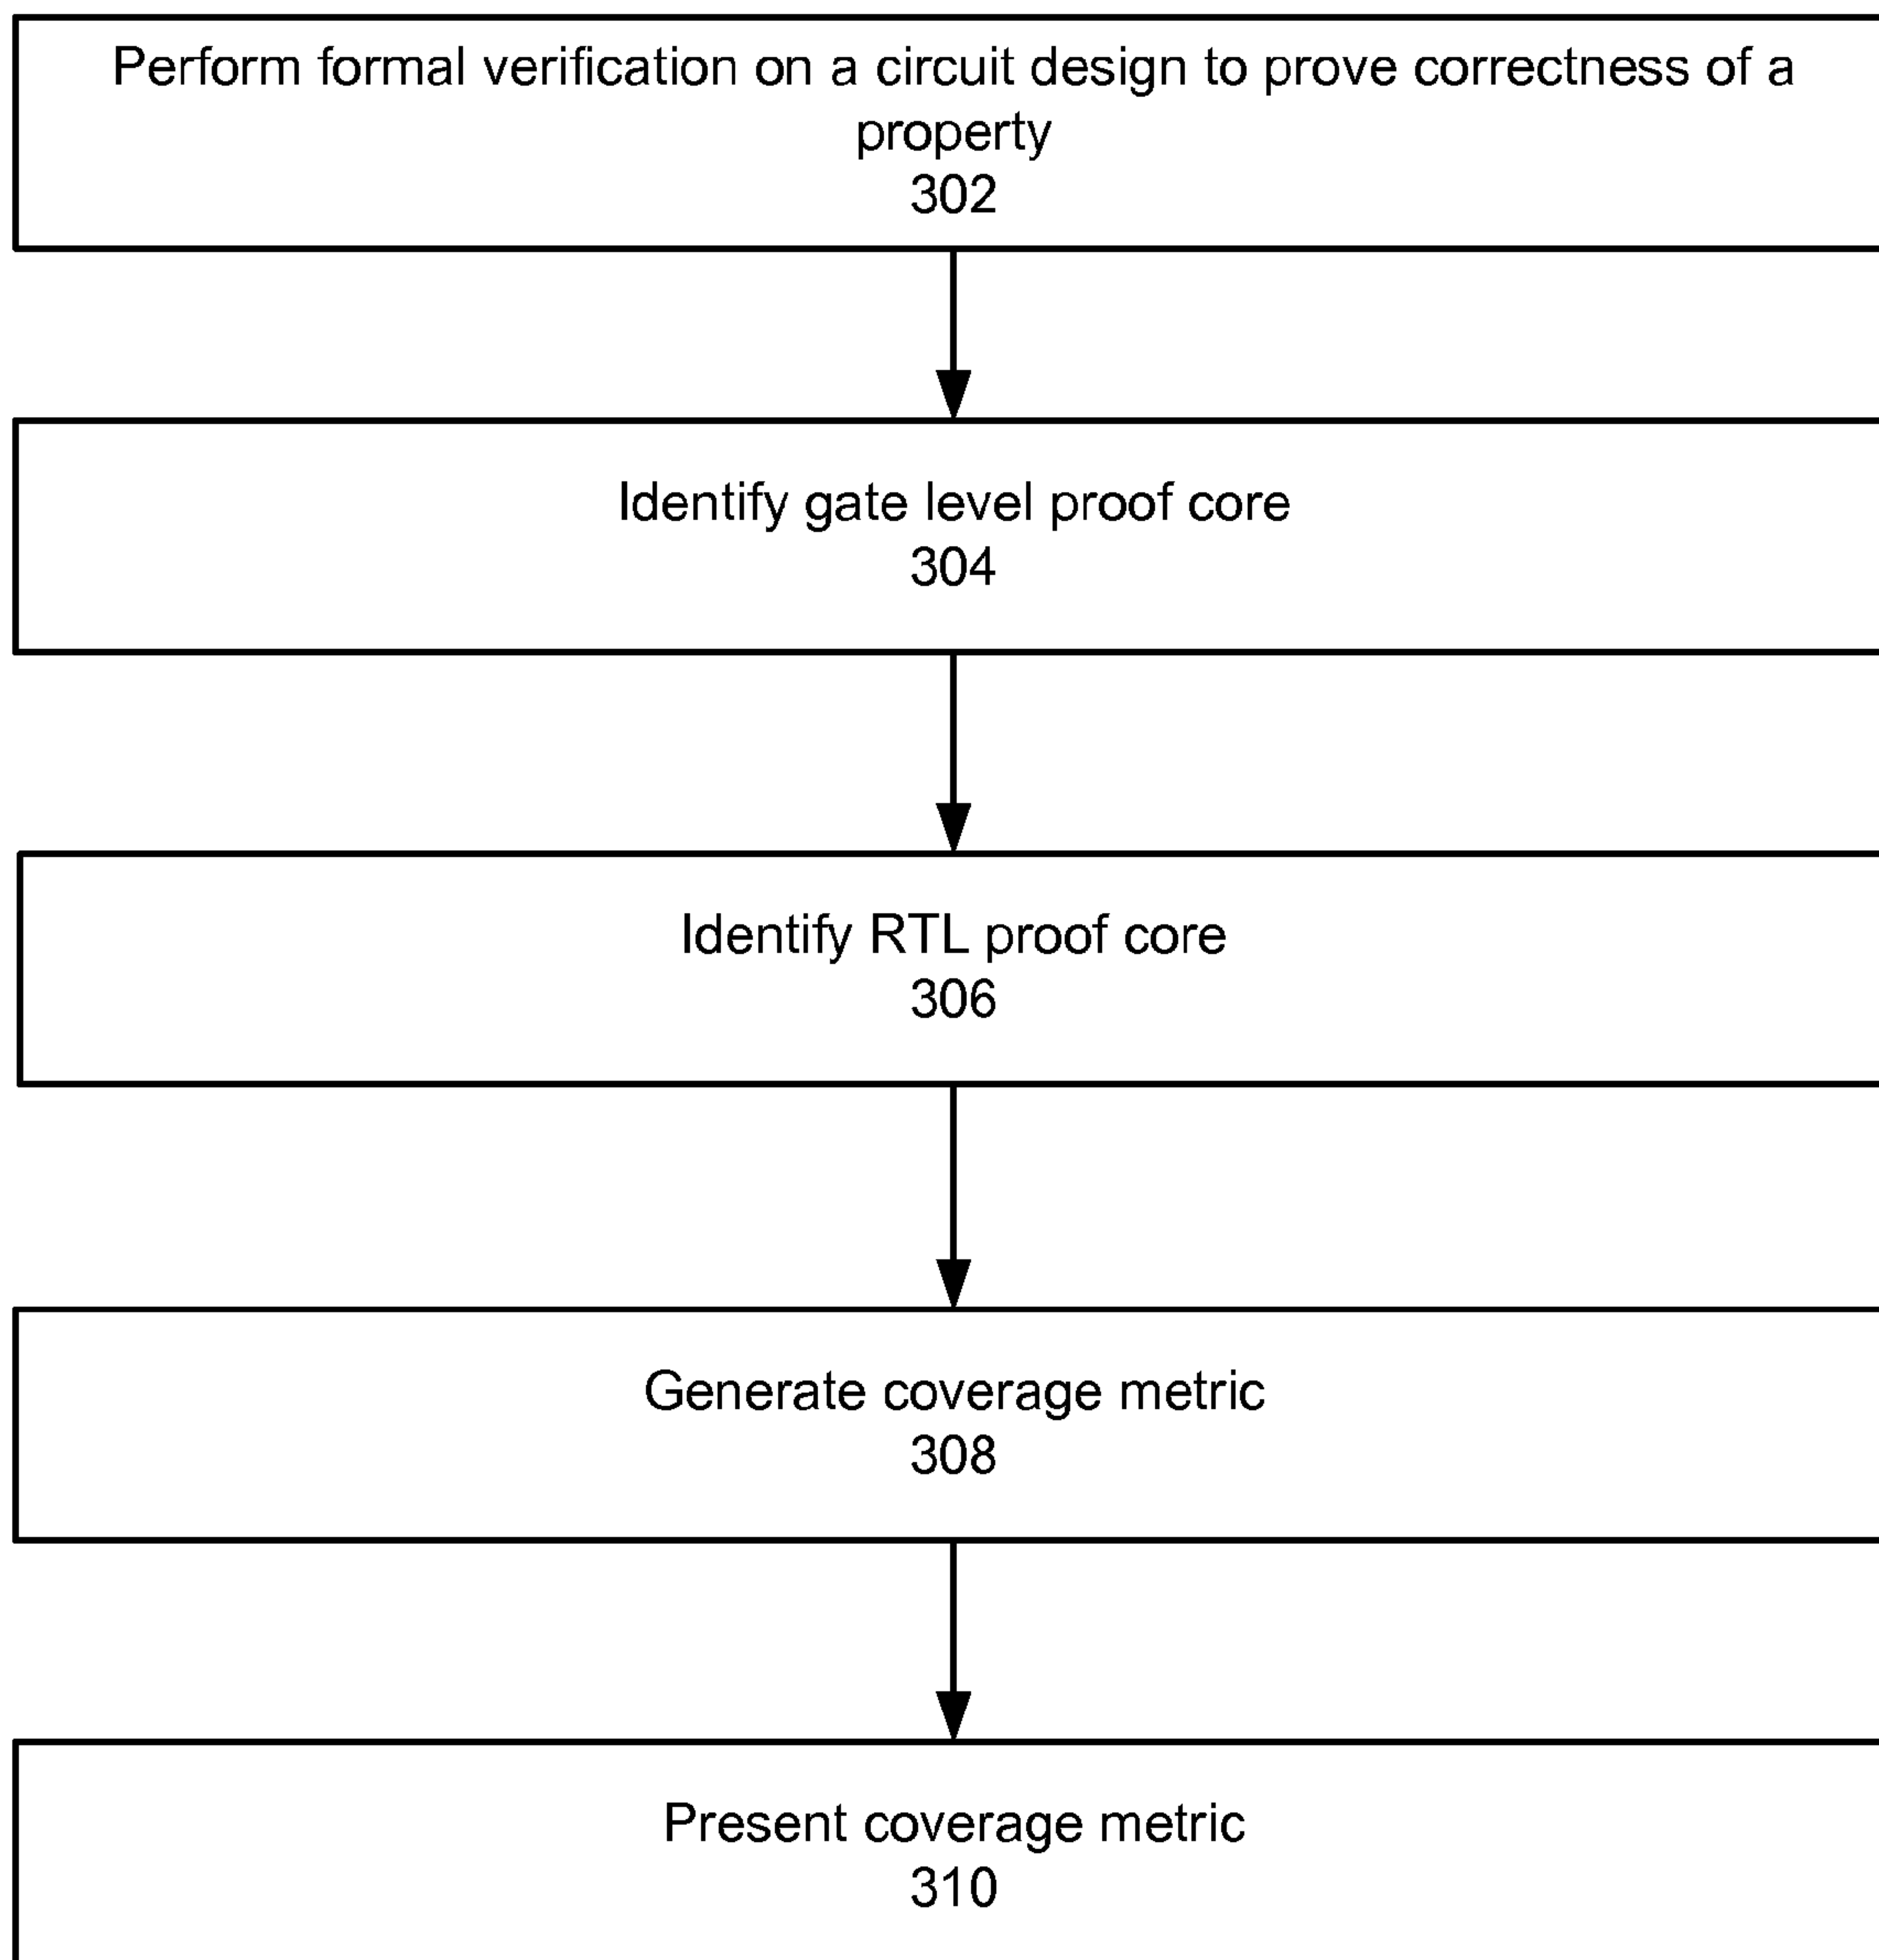 Perform formal verification on a circuit design to prove correctness of a
property
302
Identify gate level proof core
304
Identify RTL proof core
306
Generate coverage metric
308
Present coverage metric
310